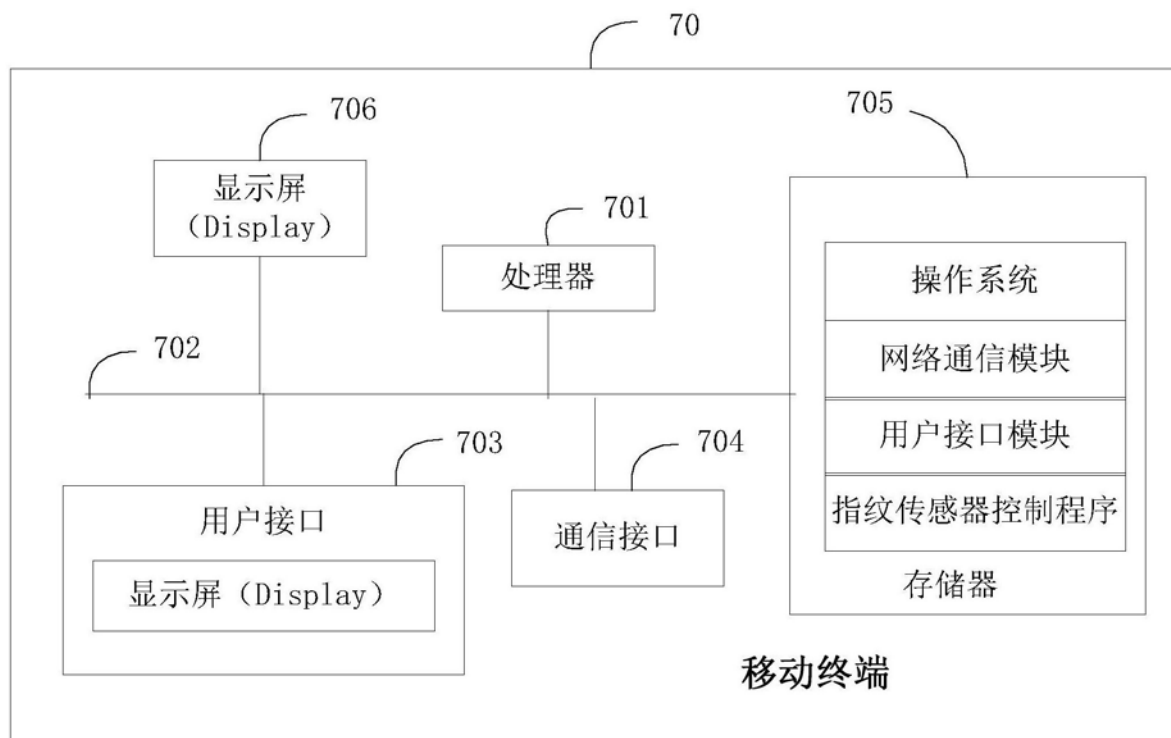 70
706
705
显示屏
（Display）
701
处理器
操作系统
702
网络通信模块
703
704
用户接口模块
用户接口
通信接口
指纹传感器控制程序
显示屏（Display）
存储器
移动终端